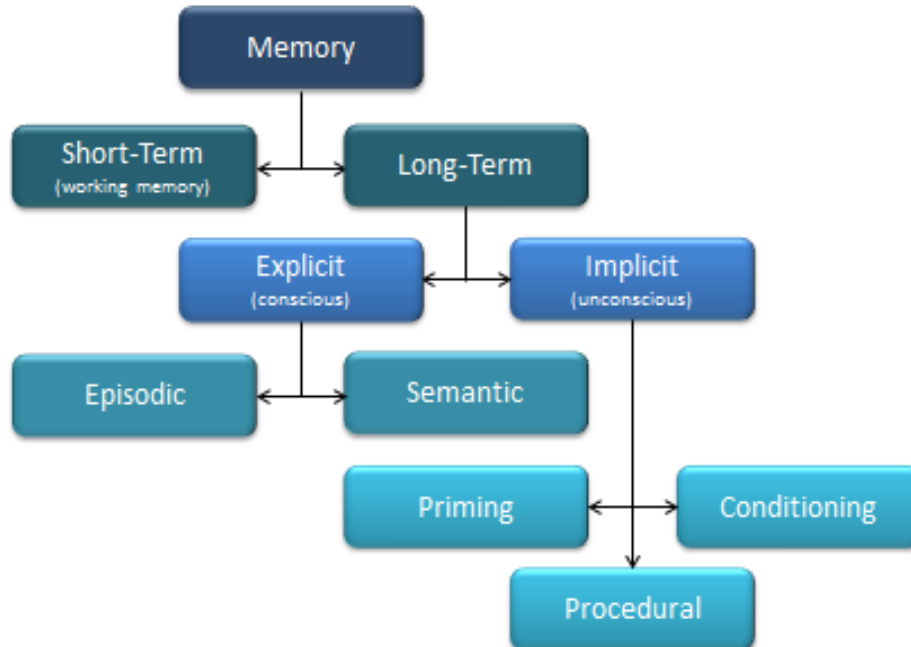 Memory
Short-Term
(working memory)
Long-Term
Explicit
(conscious)
Implicit
(unconscious)
Episodic
Semantic
Priming
Conditioning
Procedural